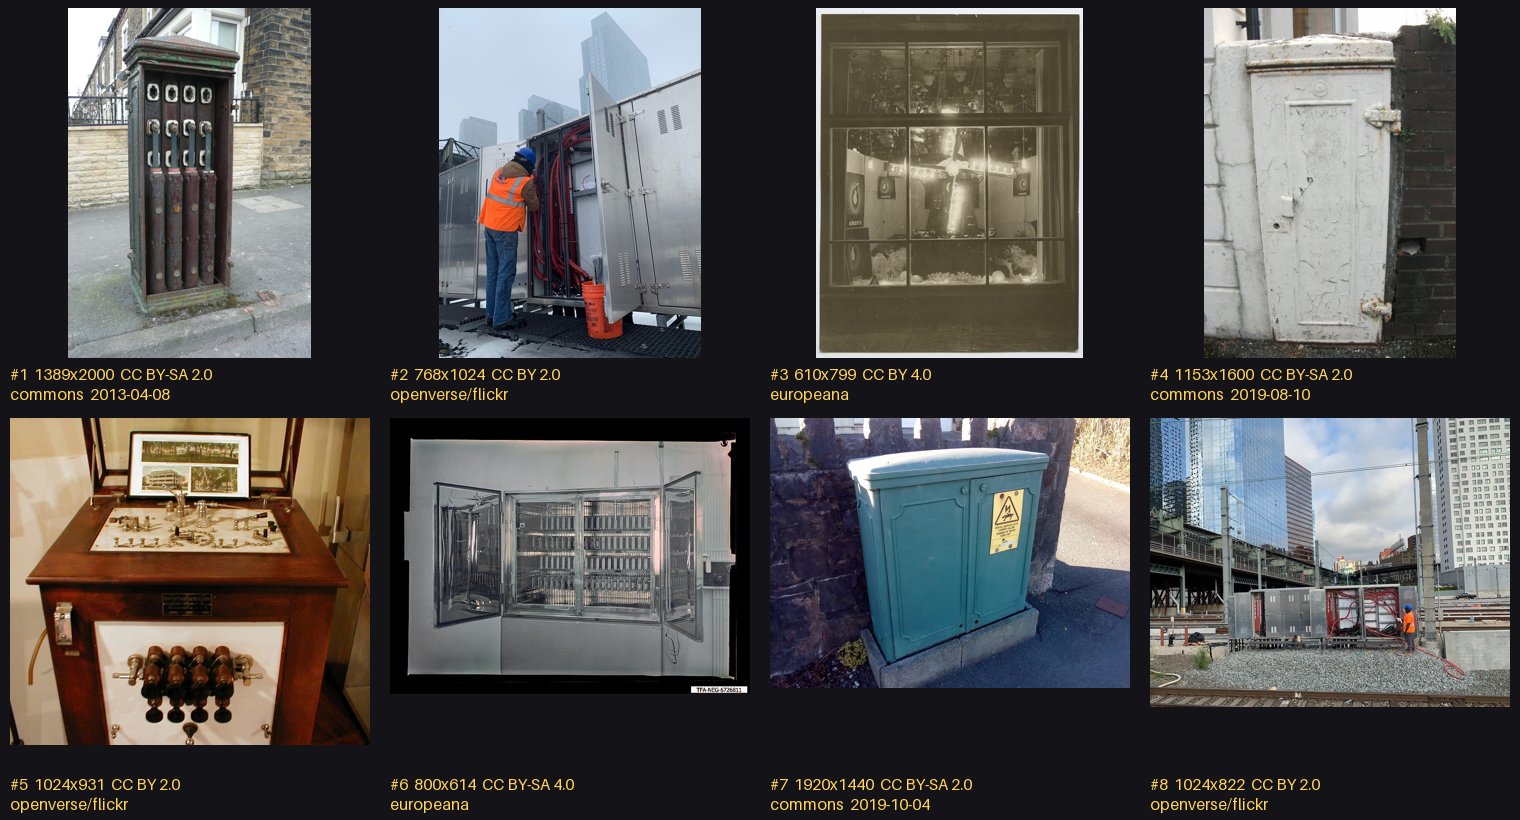 #1 1389x2000 CC BY-SA 2.0
commons 2013-04-08
#2 768x1024 CC BY 2.0
openverse/flickr
#3 610x799 CC BY 4.0
europeana
#4 1153x1600 CC BY-SA 2.0
commons 2019-08-10
TFA-NEG-6726811
#5 1024x931 CC BY 2.0
openverse/flickr
#6 800x614 CC BY-SA 4.0
europeana
#7 1920x1440 CC BY-SA 2.0
commons 2019-10-04
#8 1024x822 CC BY 2.0
openverse/flickr